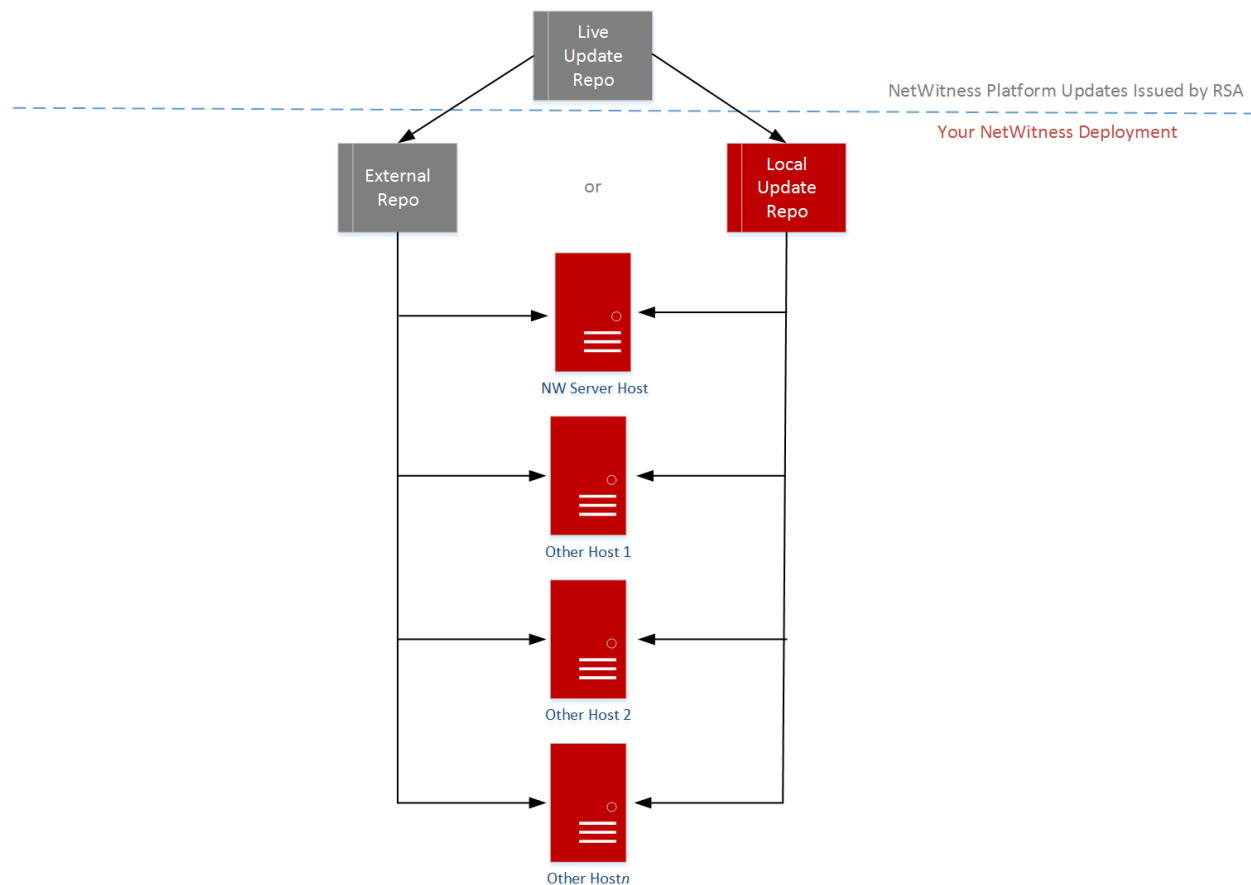 Live
Update
Repo
NetWitness Platform Updates Issued by RSA
Your NetWitness Deployment
External
Repo
or
Local
Update
Repo
NW Server Host
Other Host 1
Other Host 2
Other Hostn